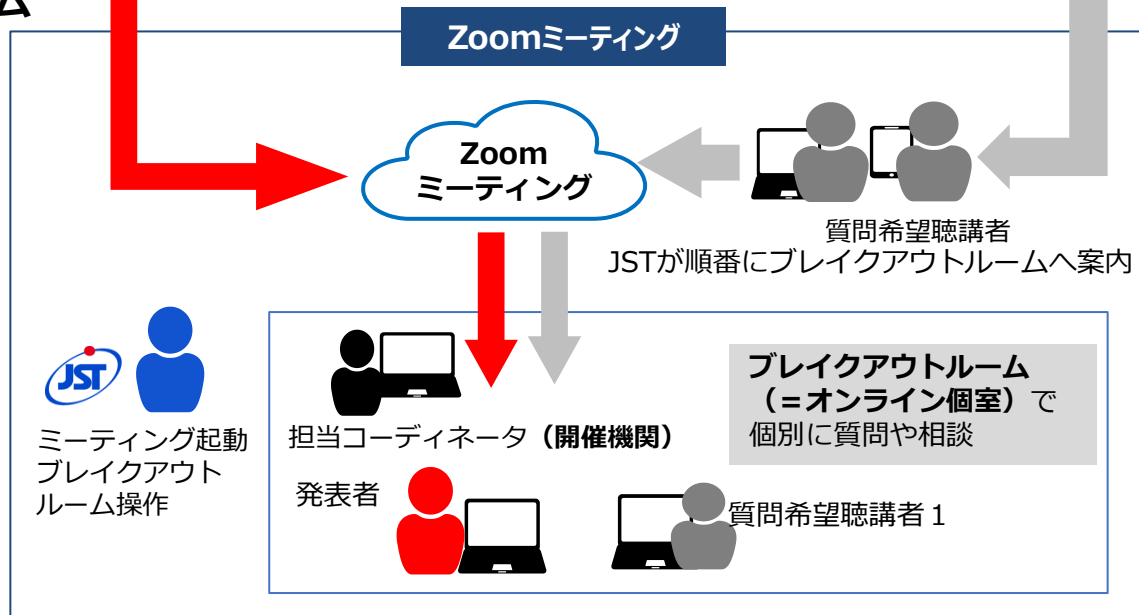 ム
Zoomミーティング
Zoom
ミーティング
質問希望聴講者
JSTが順番にブレイクアウトルームへ案内
JST
ミーティング起動
ブレイクアウト
ルーム操作
担当コーディネータ（開催機関）
ブレイクアウトルーム
（＝オンライン個室）で
個別に質問や相談
発表者
質問希望聴講者１